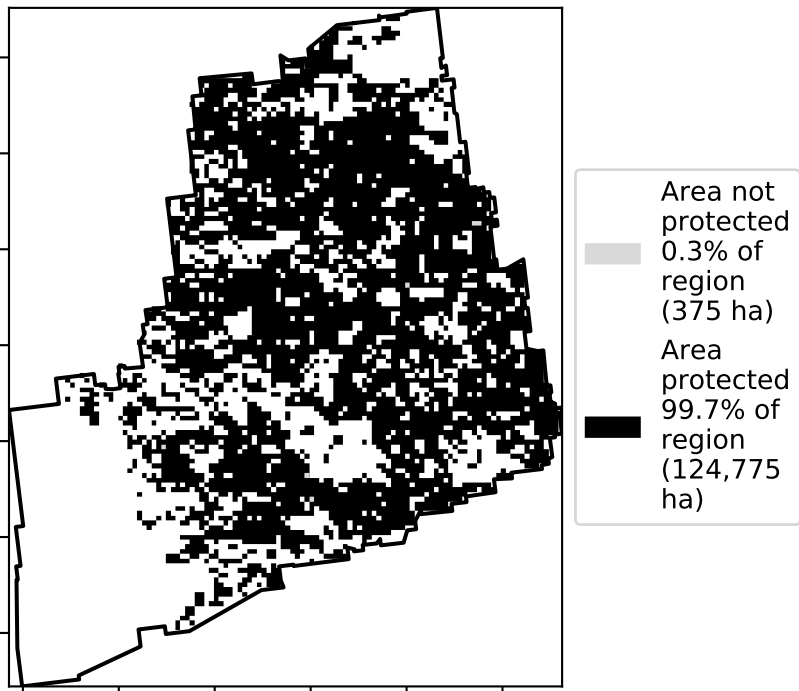 Area not
protected
0.3% of
region
(375 ha)
Area
protected
99.7% of
region
(124,775
ha)